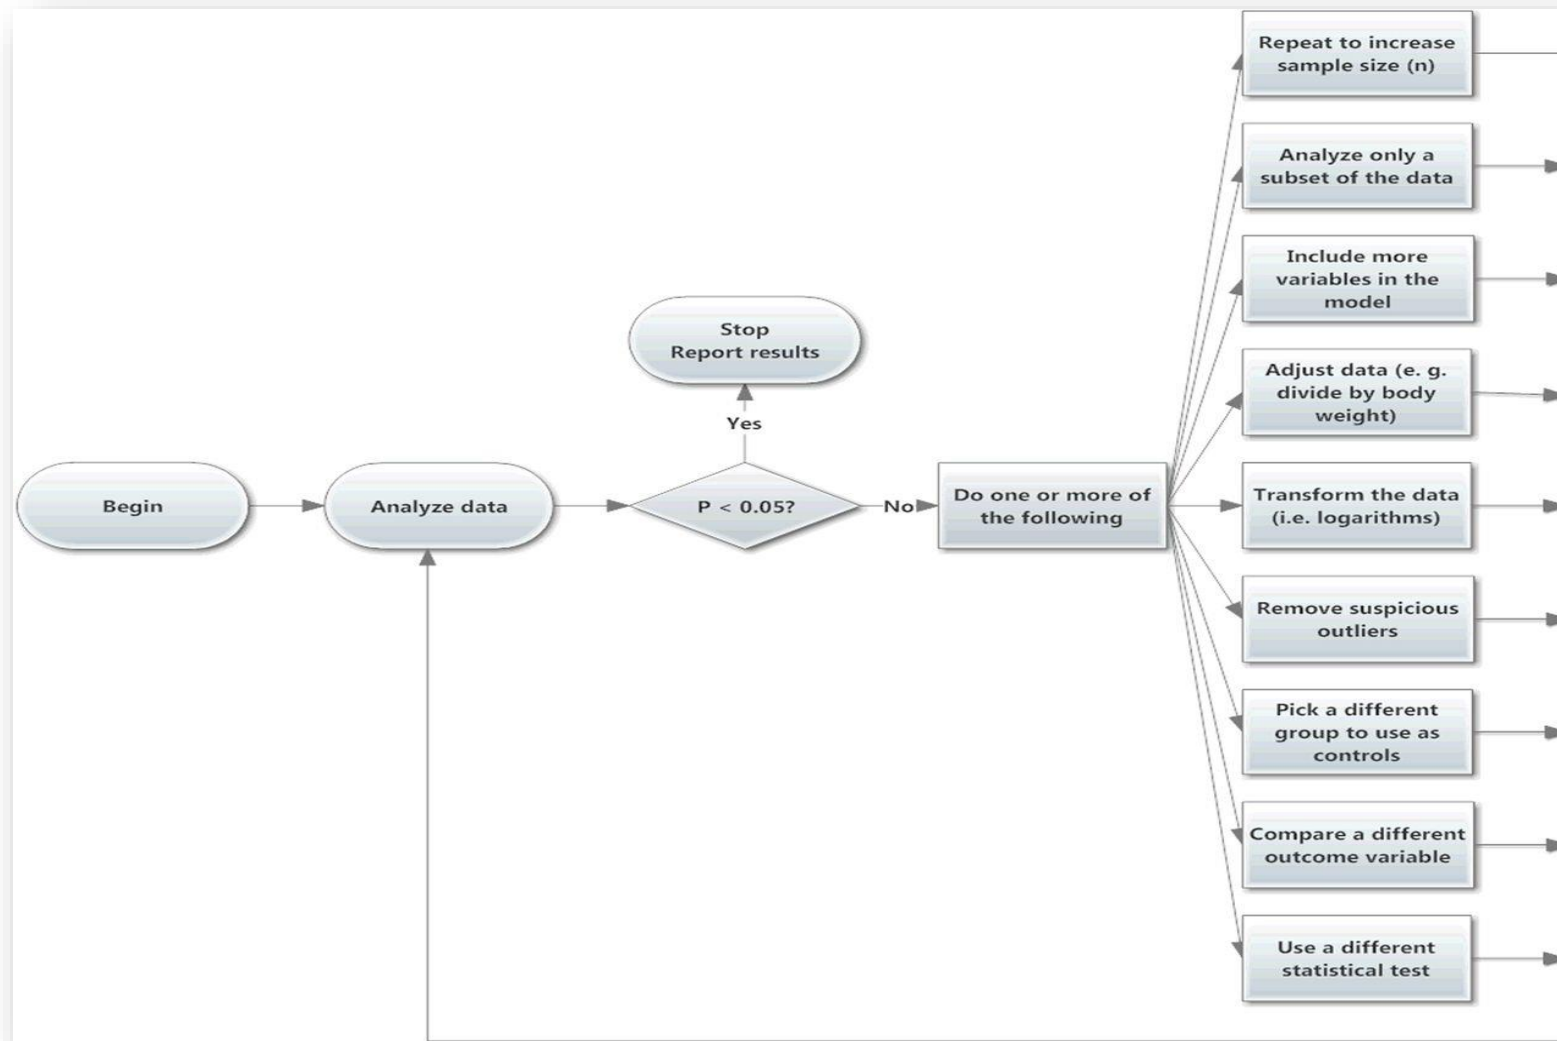 Begin
Analyze data
P < 0.05?
Yes
Stop
Report results
No
Do one or more of
the following
Repeat to increase
sample size (n)
Analyze only a
subset of the data
Include more
variables in the
model
Adjust data (e. g.
divide by body
weight)
Transform the data
(i.e. logarithms)
Remove suspicious
outliers
Pick a different
group to use as
controls
Compare a different
outcome variable
Use a different
statistical test